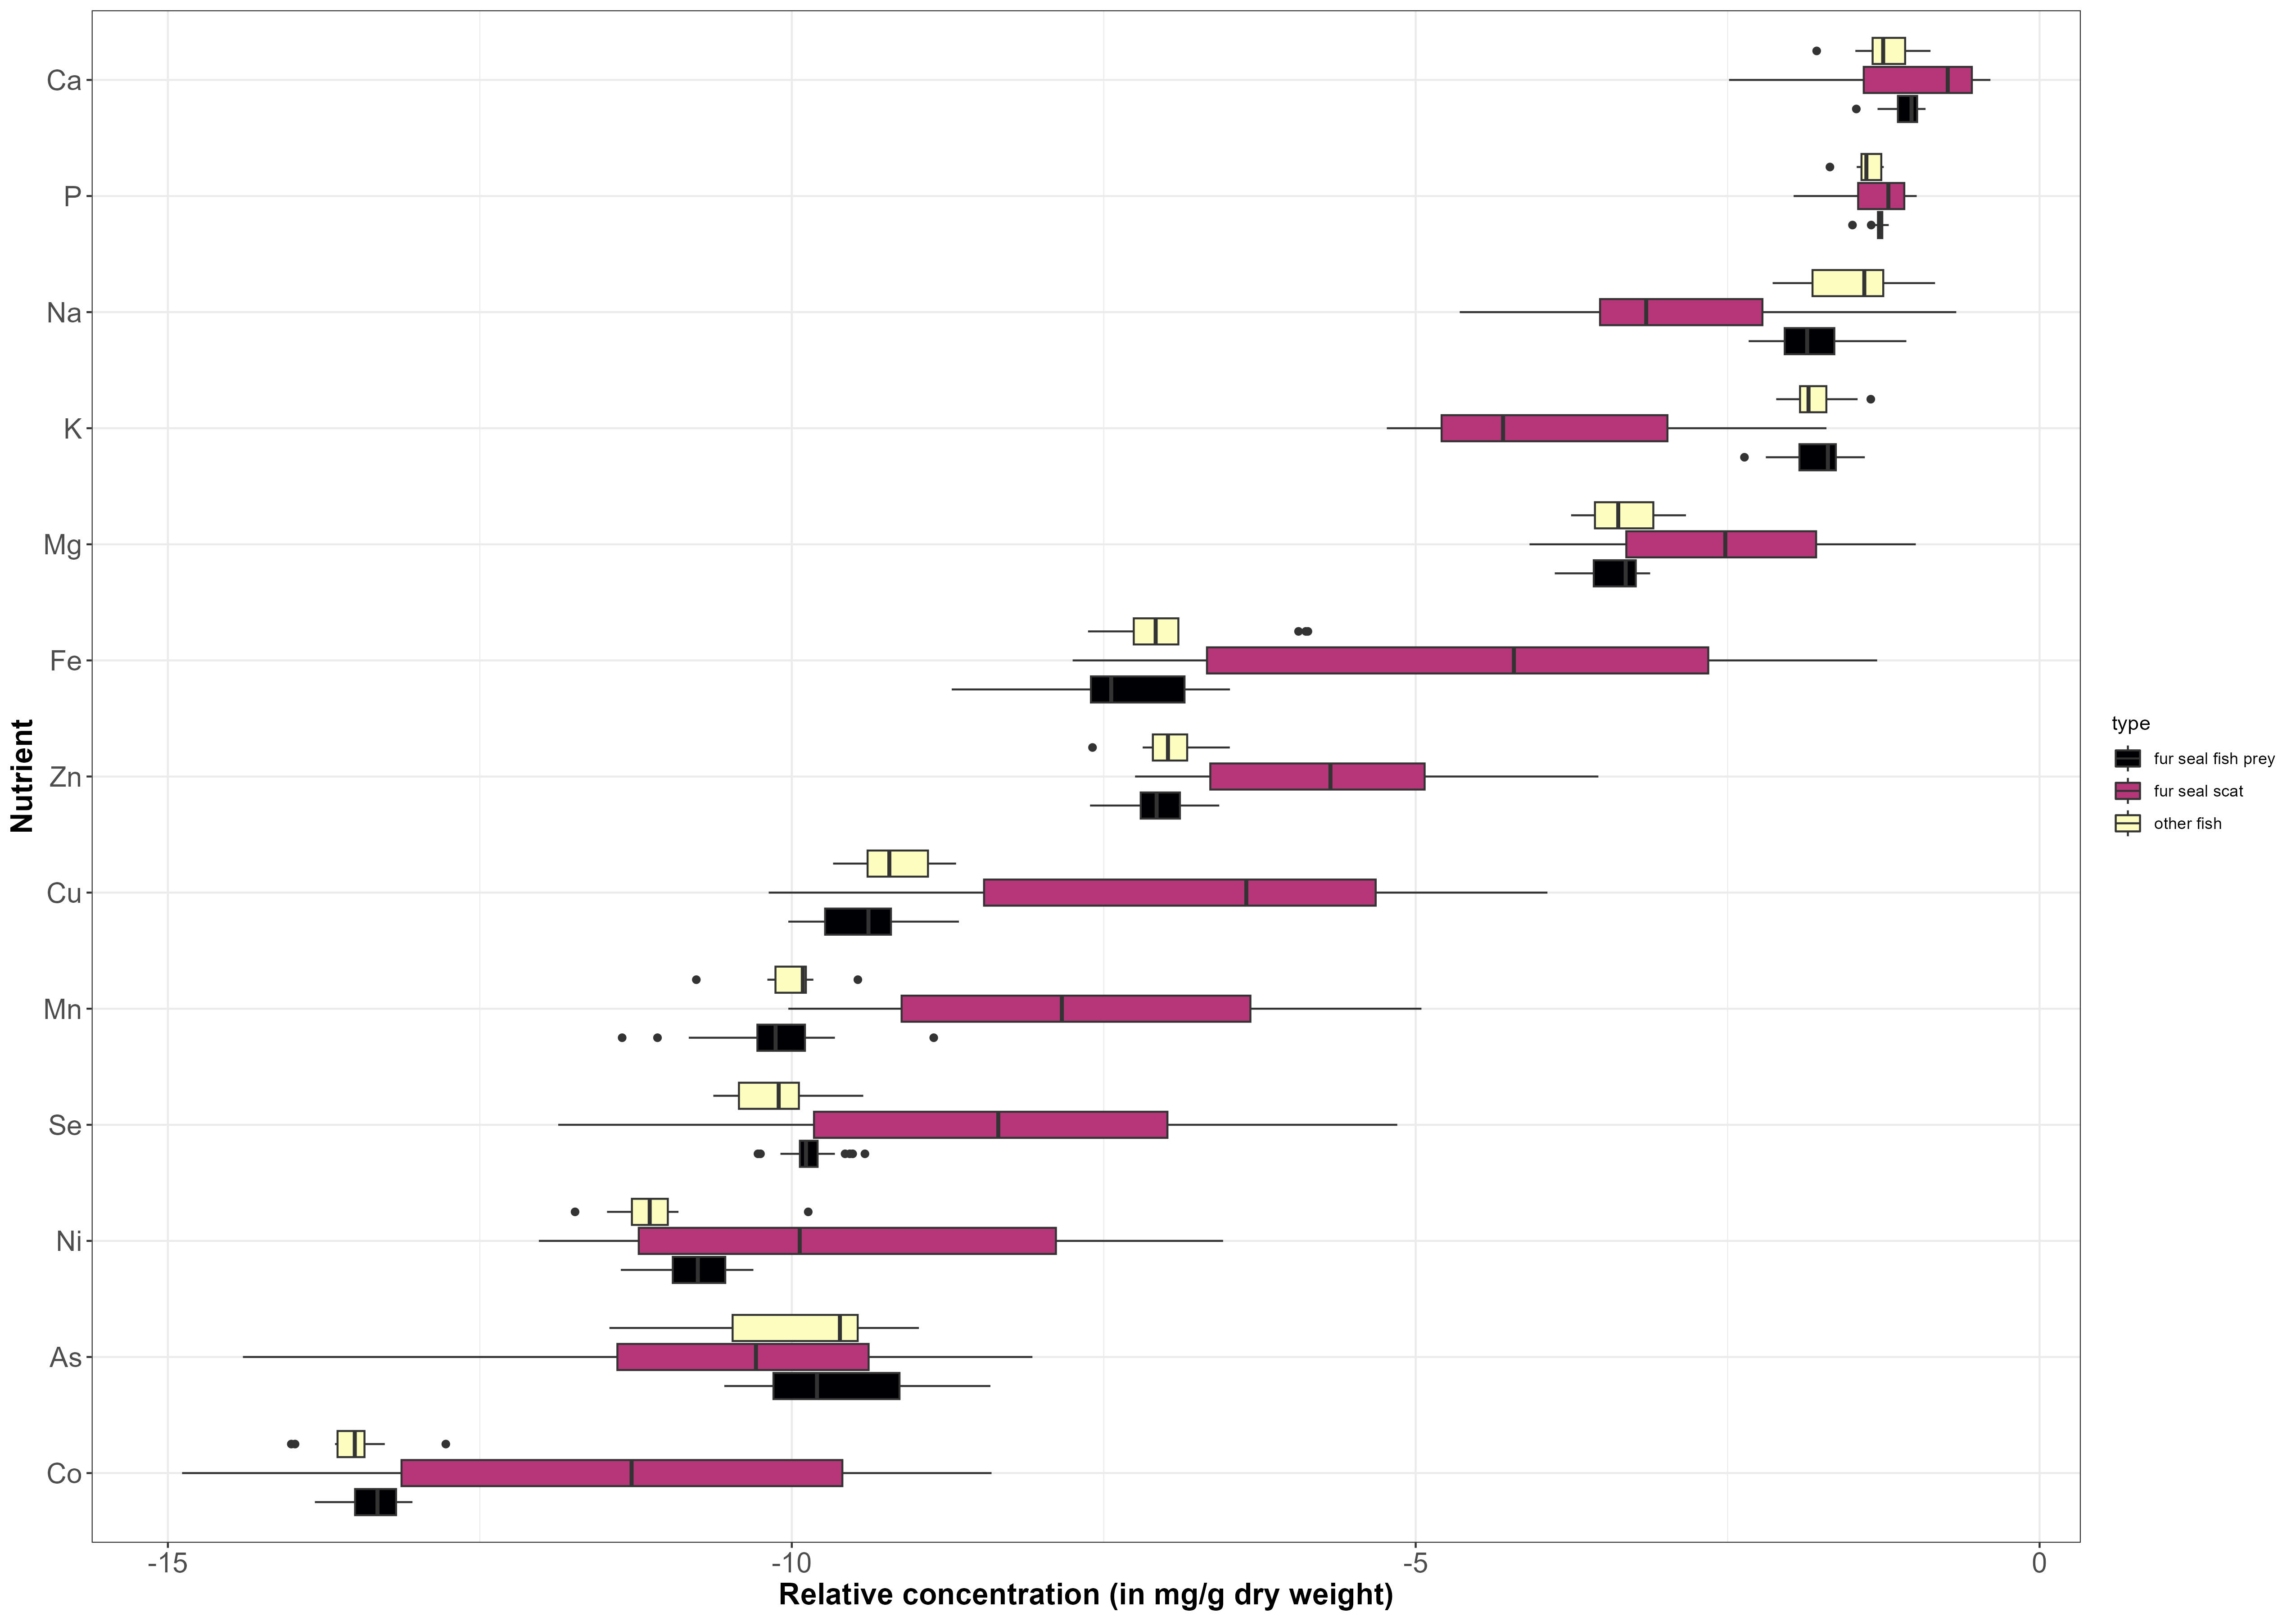 Ca
P
Na
K
Mg
Fe
Zn
Cu
Mn
Se
Ni
As
Co
Nutrient
-15
-10
-5
0
Relative concentration (in mg/g dry weight)
type
fur seal fish prey
fur seal scat
other fish